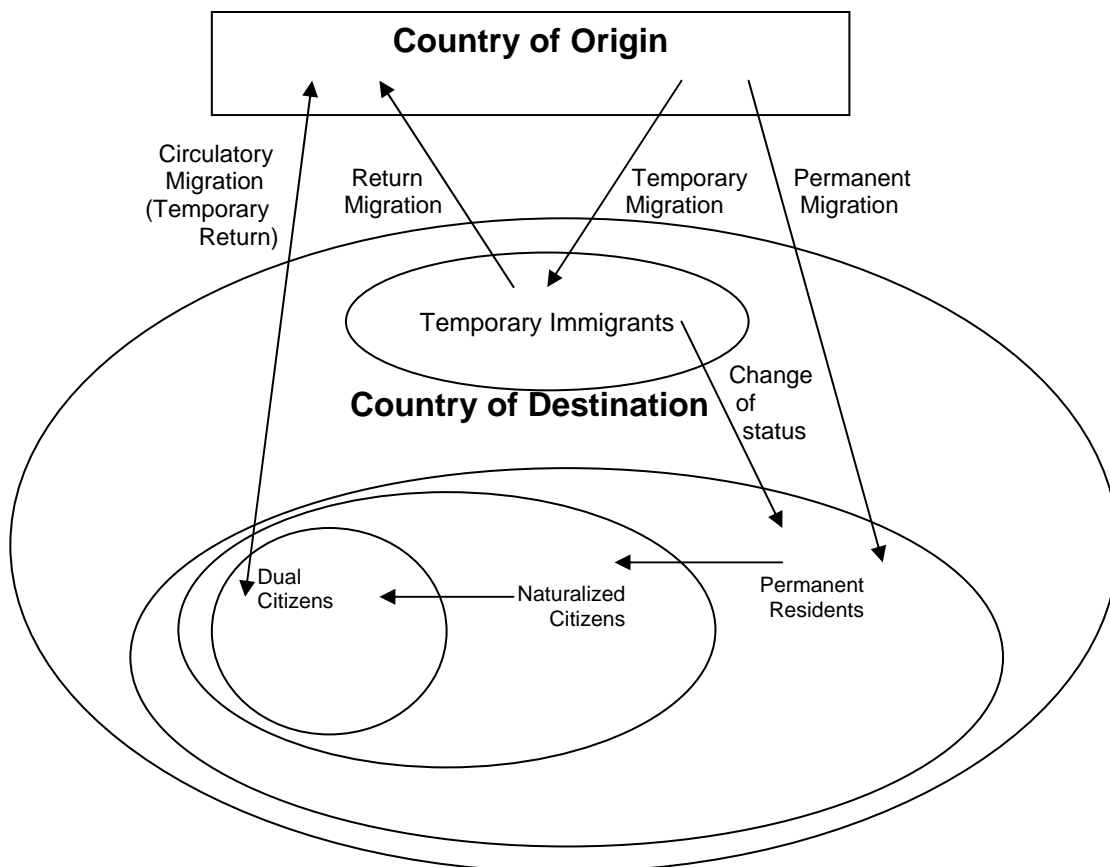 Country of Origin
Circulatory
Migration
(Temporary
Return)
Return
Migration
Temporary
Migration
Permanent
Migration
Temporary Immigrants
Change
of
status
Country of Destination
Dual
Citizens
Naturalized
Citizens
Permanent
Residents